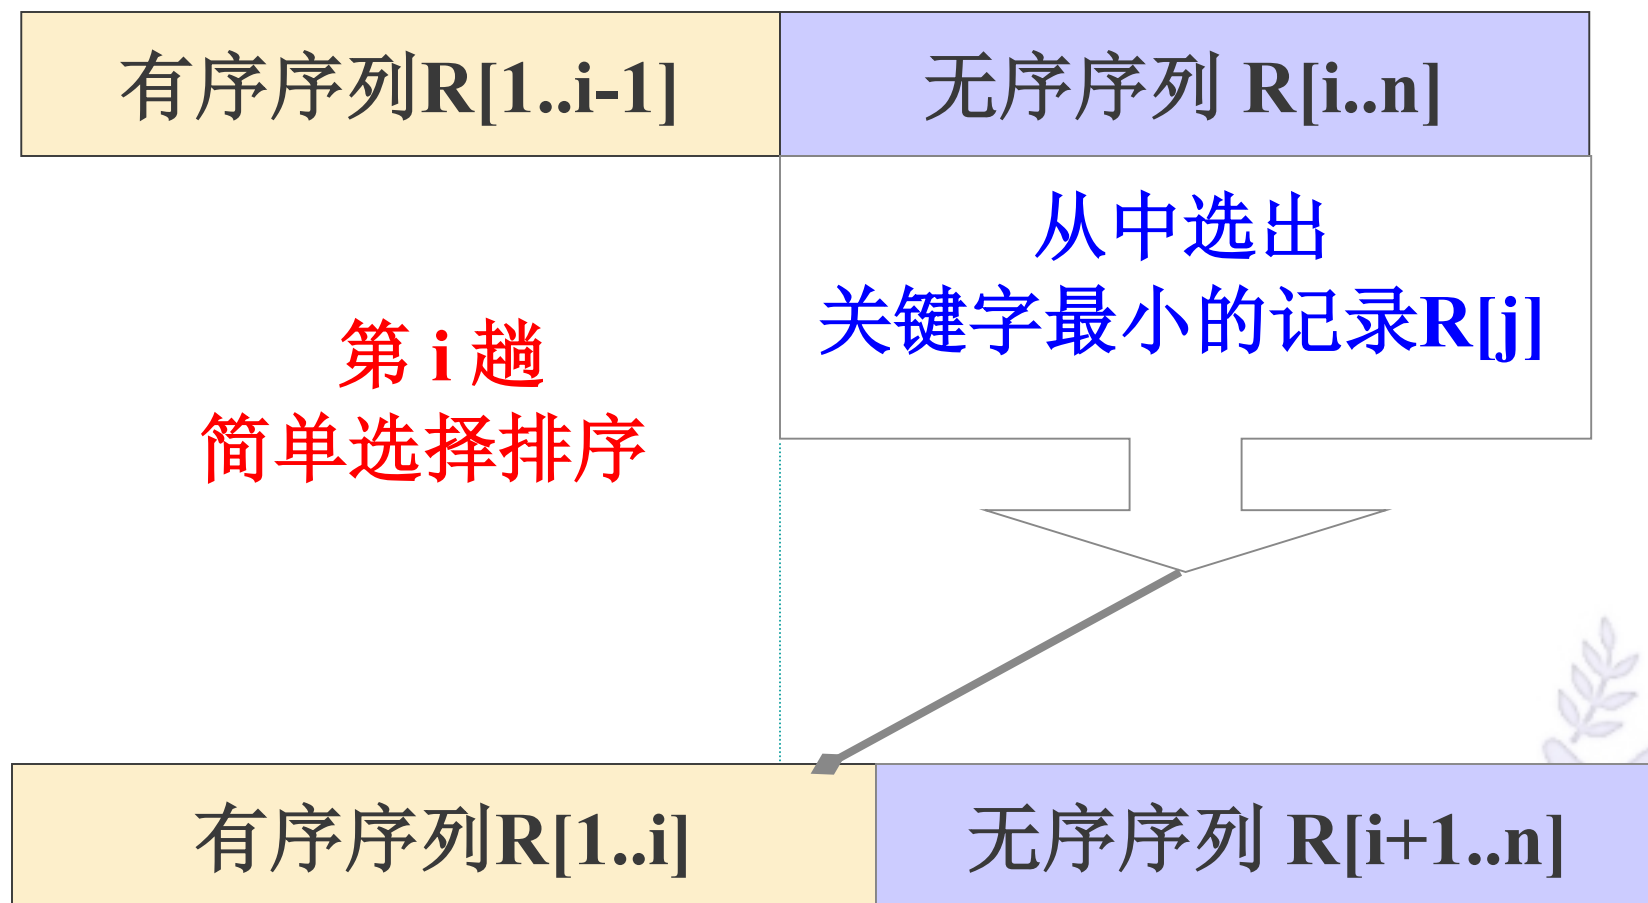 有序序列R[1..i-1]
无序序列 R[i..n]
从中选出
关键字最小的记录R[j]
第 i 趟
简单选择排序
有序序列R[1..i]
无序序列 R[i+1..n]